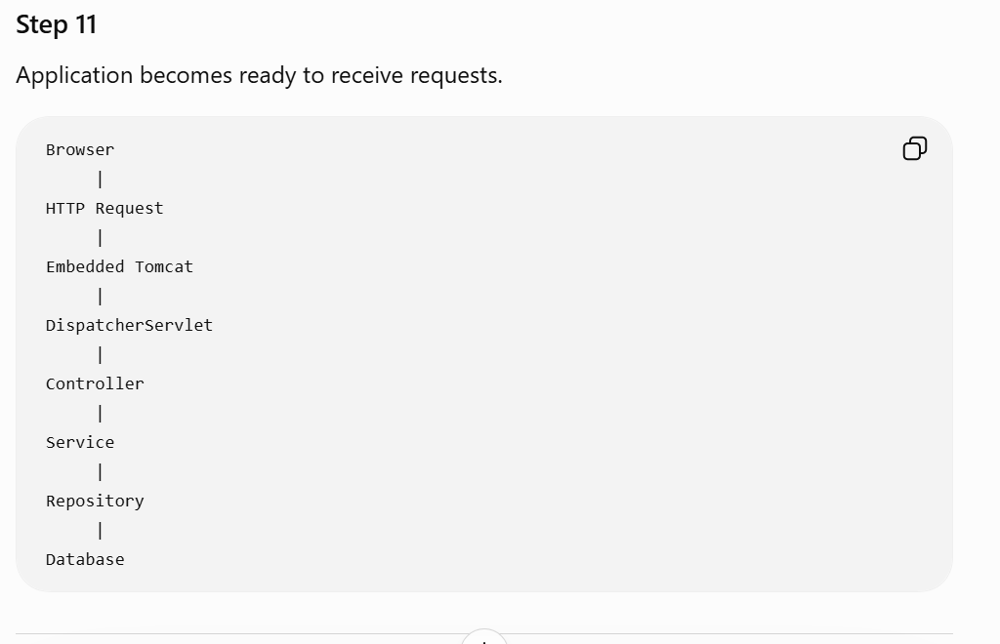 Step 11
Application becomes ready to receive requests.
Browser
|
HTTP Request
|
Embedded Tomcat
|
DispatcherServlet
|
Controller
|
Service
|
Repository
|
Database